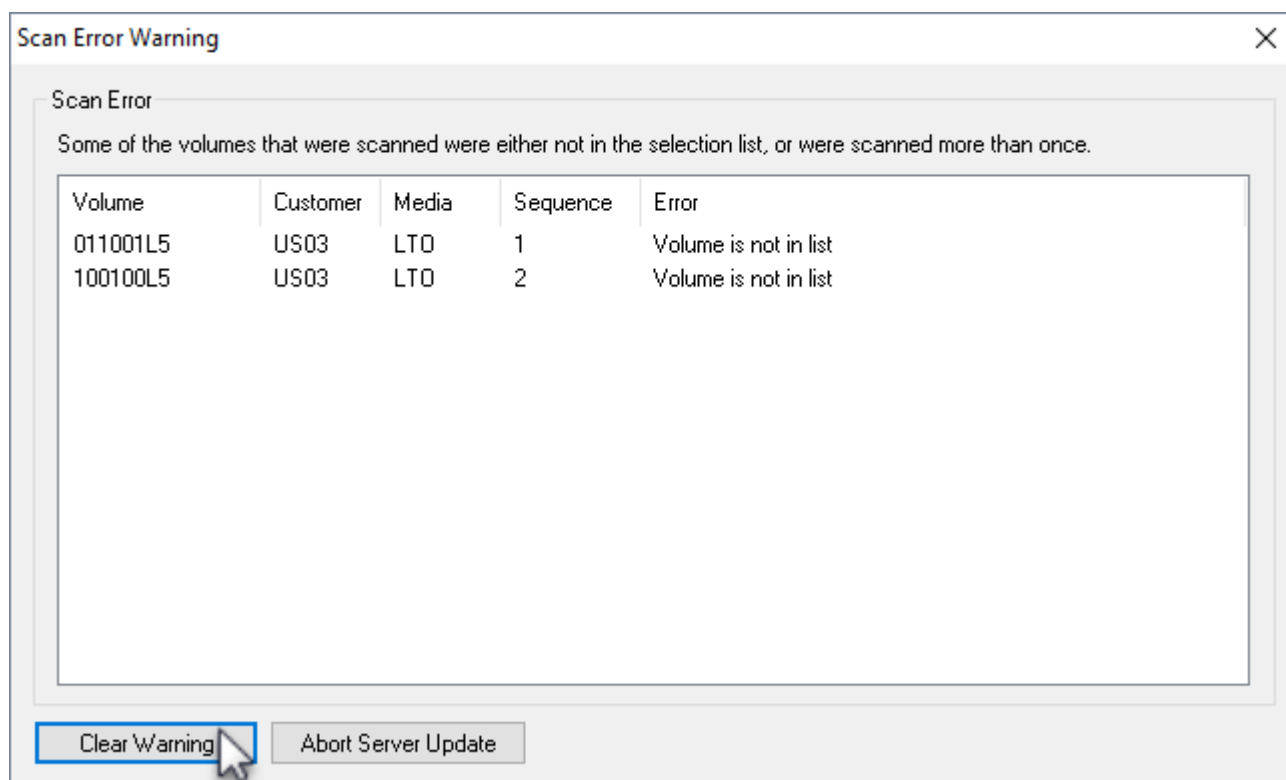 Scan Error Warning
Scan Error
Some of the volumes that were scanned were either not in the selection list, or were scanned more than once.
Volume Customer Media Sequence Error
011001L5 US03 LTO 1 Volume is not in list
100100L5 US03 LTO 2 Volume is not in list
Clear Warning Abort Server Update